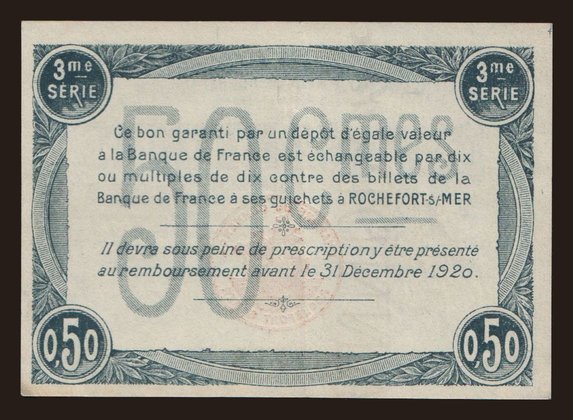 3me
SÉRIE
3me
SÉRIE
50 Cmes
Ce bon garanti par un dépôt d'égale valeur
à la Banque de France est échangeable par dix
ou multiples de dix contre des billets de la
Banque de France à ses guichets à ROCHEFORT-s/-MER
Il devra sous peine de prescription y être présenté
au remboursement avant le 31 Décembre 1920.
0,50
0,50